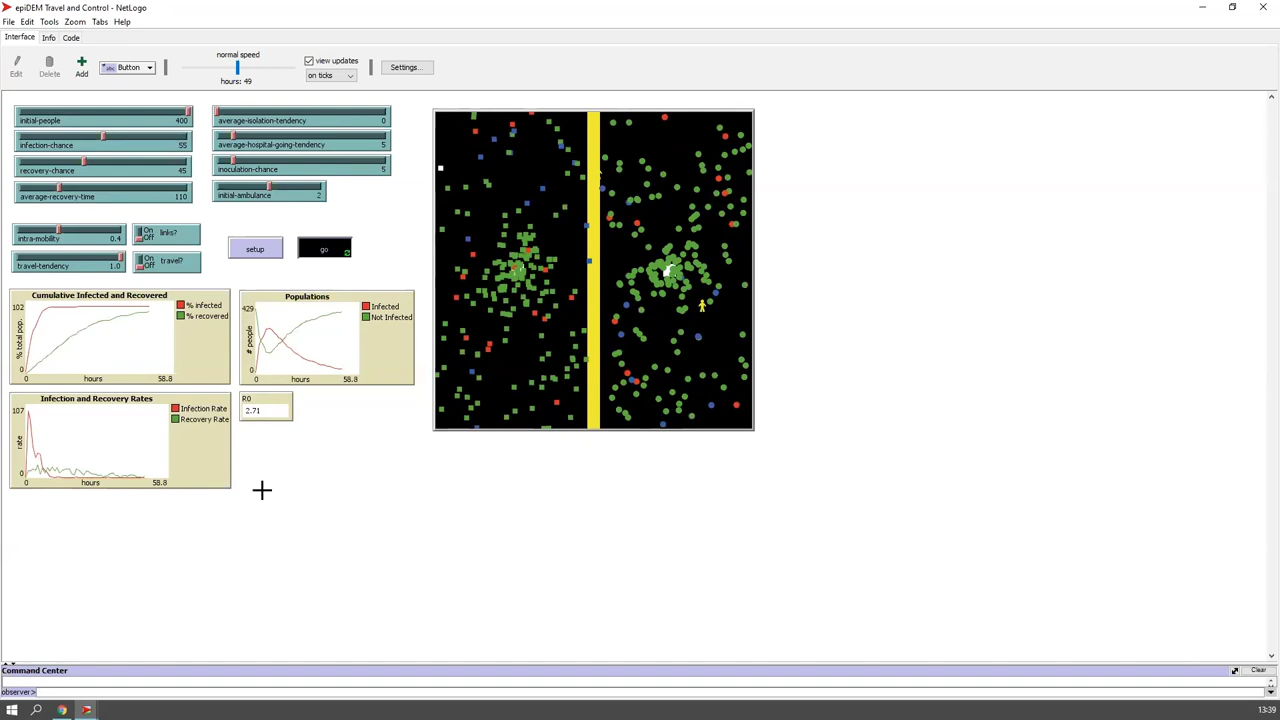 epiDEM Travel and Control - NetLogo
File Edit Tools Zoom Tabs Help
Interface Info Code
Edit Delete Add abc Button normal speed view updates Settings...
hours: 49 on ticks
initial-people 400
infection-chance 55
recovery-chance 45
average-recovery-time 110
average-isolation-tendency 0
average-hospital-going-tendency 5
inoculation-chance 5
initial-ambulance 2
intra-mobility 0.4
On Off links?
travel-tendency 1.0
On Off travel?
setup
go
Cumulative Infected and Recovered
% total pop.
102
0
0 hours 58.8
% infected
% recovered
Populations
# people
429
0
0 hours 58.8
Infected
Not Infected
Infection and Recovery Rates
rate
107
0
0 hours 58.8
Infection Rate
Recovery Rate
R0
2.71
Command Center
Clear
observer>
13:39